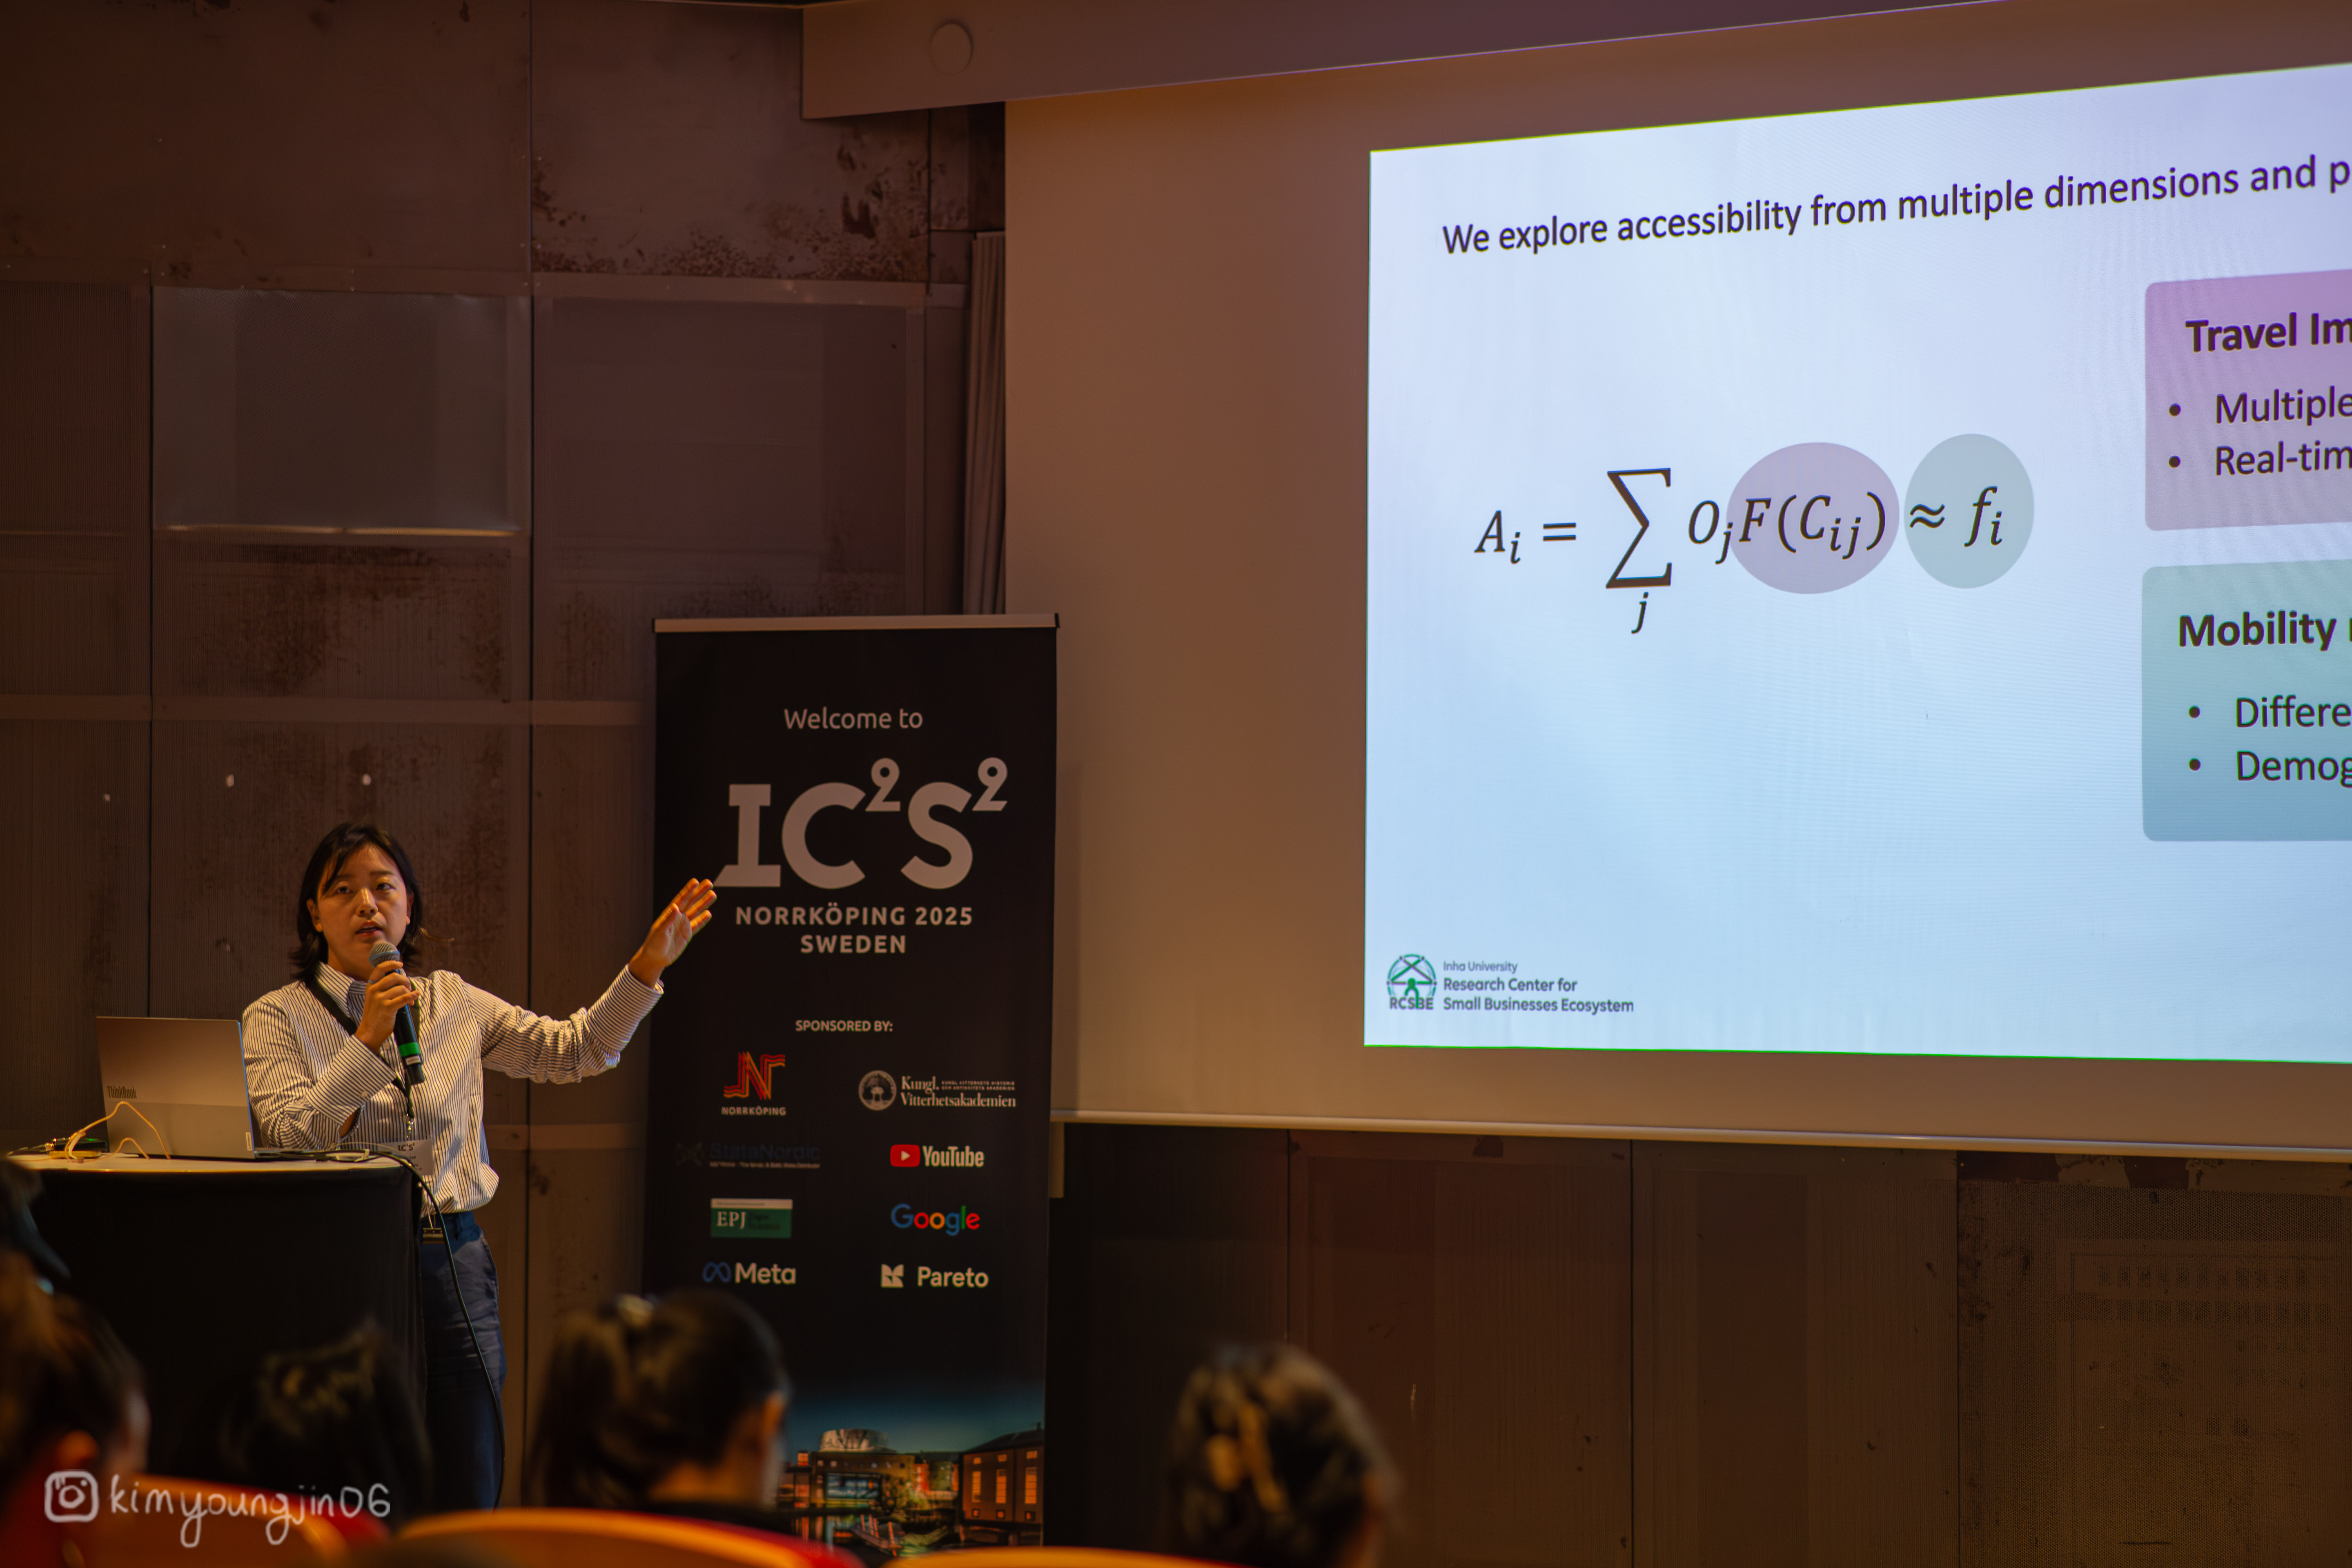 We explore accessibility from multiple dimensions and p
Travel Im
• Multiple
• Real-tim
A_i = ∑_j O_j F(C_ij) ≈ f_i
Mobility
• Differe
• Demog
Inha University
Research Center for
Small Businesses Ecosystem
RCSBE
Welcome to
IC²S²
NORRKÖPING 2025
SWEDEN
SPONSORED BY:
NORRKÖPING
Kungl.
Vitterhetsakademien
StataNordic
YouTube
EPJ
Google
Meta
Pareto
ThinkBook
IC²S²
kimyoungjin06